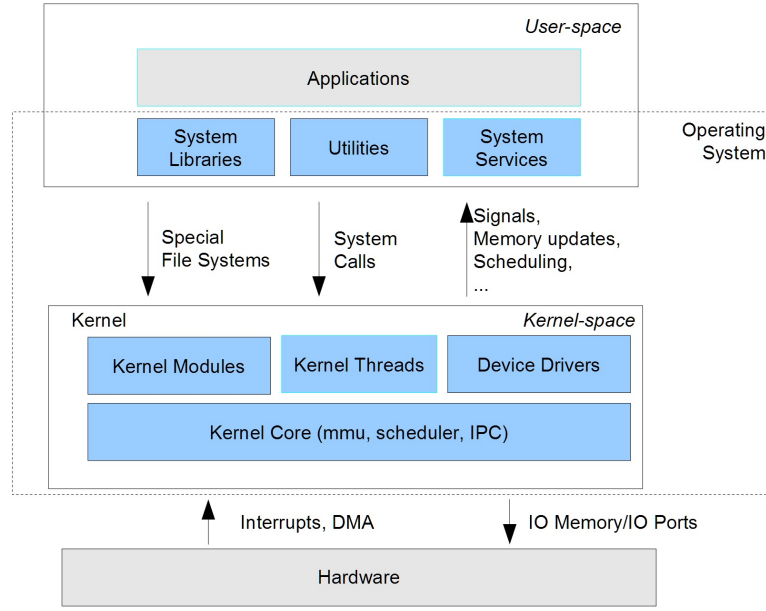 User-space
Applications
Operating
System
System
Libraries
Utilities
System
Services
Special
File Systems
System
Calls
Signals,
Memory updates,
Scheduling,
...
Kernel
Kernel-space
Kernel Modules
Kernel Threads
Device Drivers
Kernel Core (mmu, scheduler, IPC)
Interrupts, DMA
IO Memory/IO Ports
Hardware